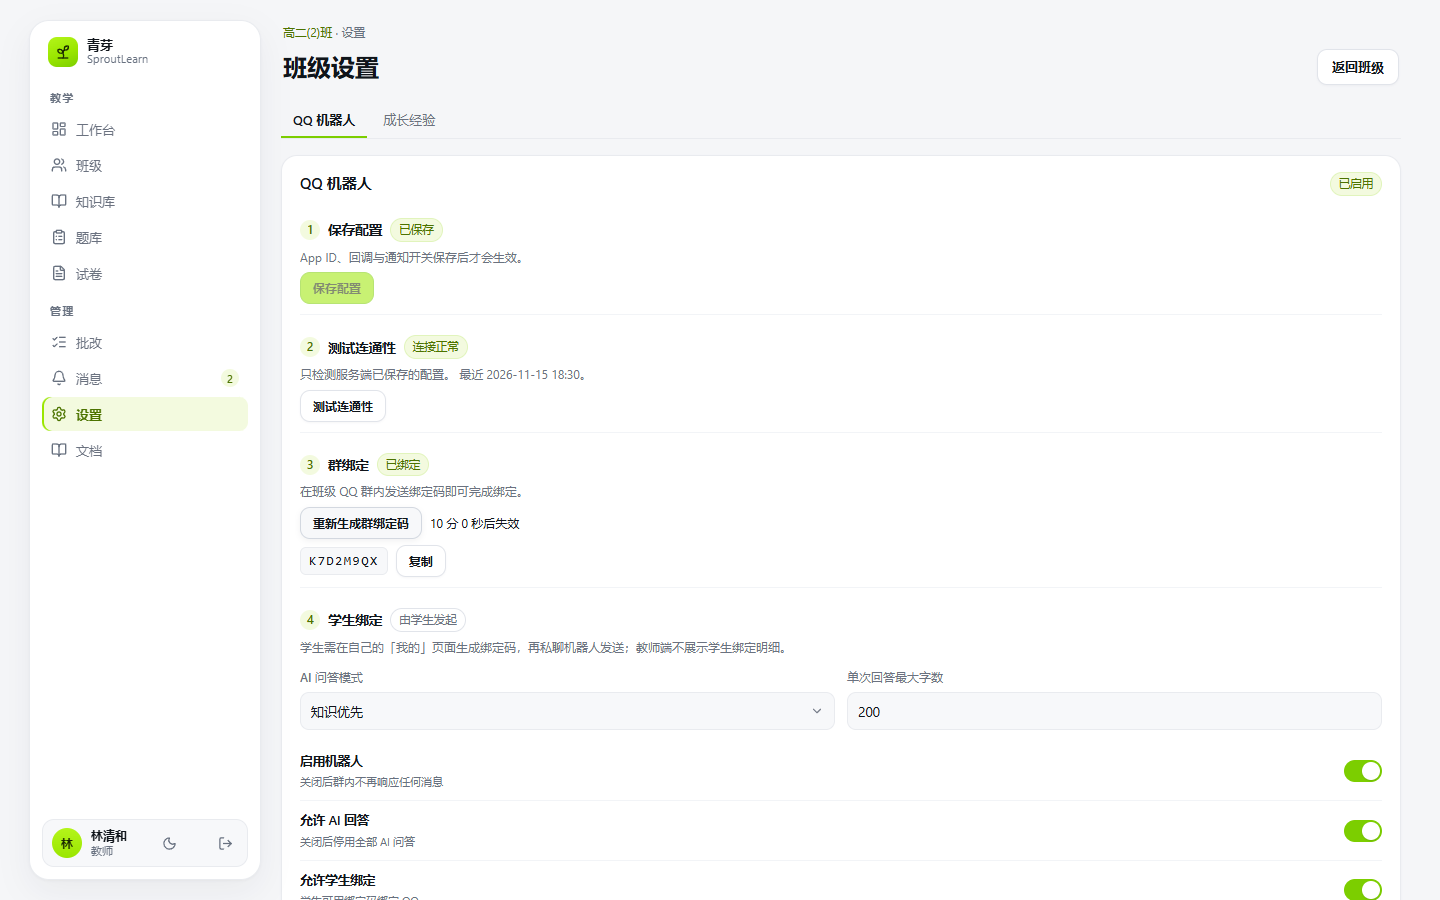 青芽
SproutLearn
教学
工作台
班级
知识库
题库
试卷
管理
批改
消息
2
设置
文档
林
林清和
教师
高二(2)班 · 设置
班级设置
返回班级
QQ 机器人
成长经验
QQ 机器人
已启用
1 保存配置 已保存
App ID、回调与通知开关保存后才会生效。
保存配置
2 测试连通性 连接正常
只检测服务端已保存的配置。 最近 2026-11-15 18:30。
测试连通性
3 群绑定 已绑定
在班级 QQ 群内发送绑定码即可完成绑定。
重新生成群绑定码 10 分 0 秒后失效
K7D2M9QX 复制
4 学生绑定 由学生发起
学生需在自己的「我的」页面生成绑定码，再私聊机器人发送；教师端不展示学生绑定明细。
AI 问答模式
知识优先
单次回答最大字数
200
启用机器人
关闭后群内不再响应任何消息
允许 AI 回答
关闭后停用全部 AI 问答
允许学生绑定